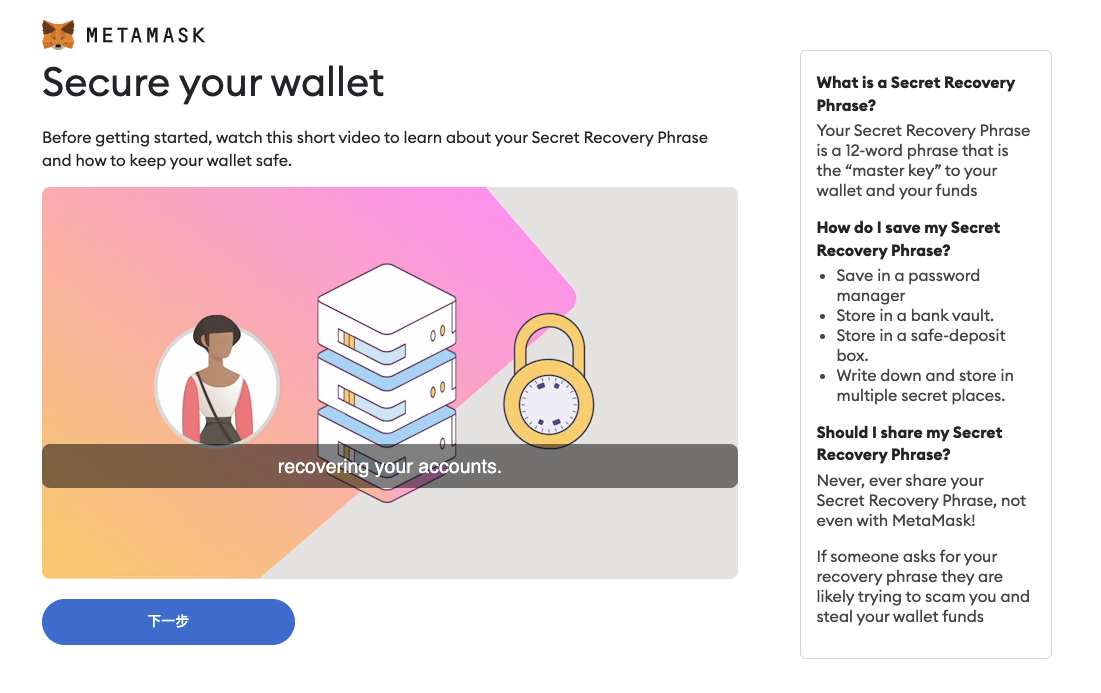 METAMASK
Secure your wallet
Before getting started, watch this short video to learn about your Secret Recovery Phrase
and how to keep your wallet safe.
recovering your accounts.
下一步
What is a Secret Recovery
Phrase?
Your Secret Recovery Phrase
is a 12-word phrase that is
the “master key” to your
wallet and your funds
How do I save my Secret
Recovery Phrase?
• Save in a password
manager
• Store in a bank vault.
• Store in a safe-deposit
box.
• Write down and store in
multiple secret places.
Should I share my Secret
Recovery Phrase?
Never, ever share your
Secret Recovery Phrase, not
even with MetaMask!
If someone asks for your
recovery phrase they are
likely trying to scam you and
steal your wallet funds